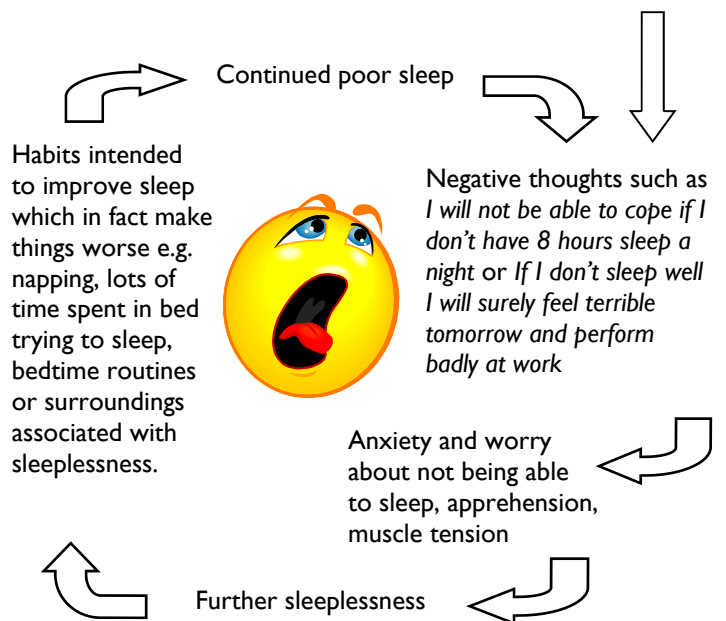 Continued poor sleep
Negative thoughts such as
I will not be able to cope if I
don't have 8 hours sleep a
night or If I don't sleep well
I will surely feel terrible
tomorrow and perform
badly at work
Anxiety and worry
about not being able
to sleep, apprehension,
muscle tension
Further sleeplessness
Habits intended
to improve sleep
which in fact make
things worse e.g.
napping, lots of
time spent in bed
trying to sleep,
bedtime routines
or surroundings
associated with
sleeplessness.